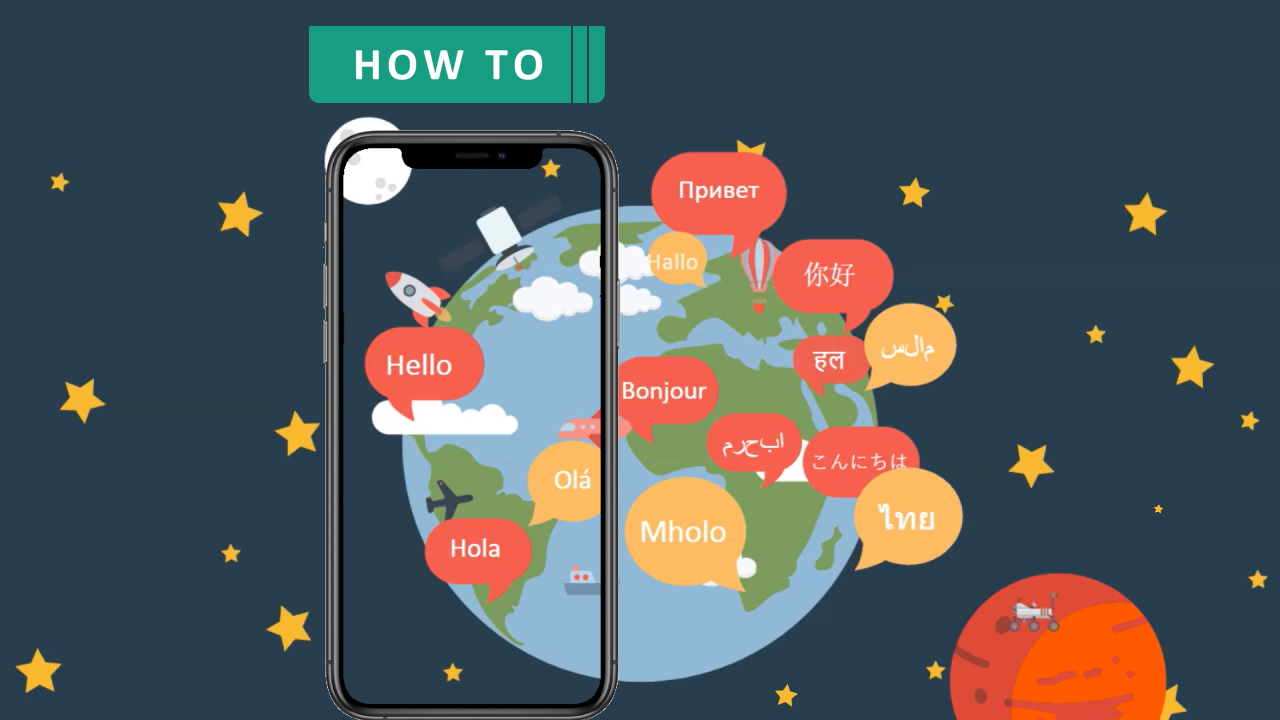 HOW TO
Привет
Hallo
你好
हल
مالس
Hello
Bonjour
ابحرم
こんにちは
Olá
Mholo
ไทย
Hola